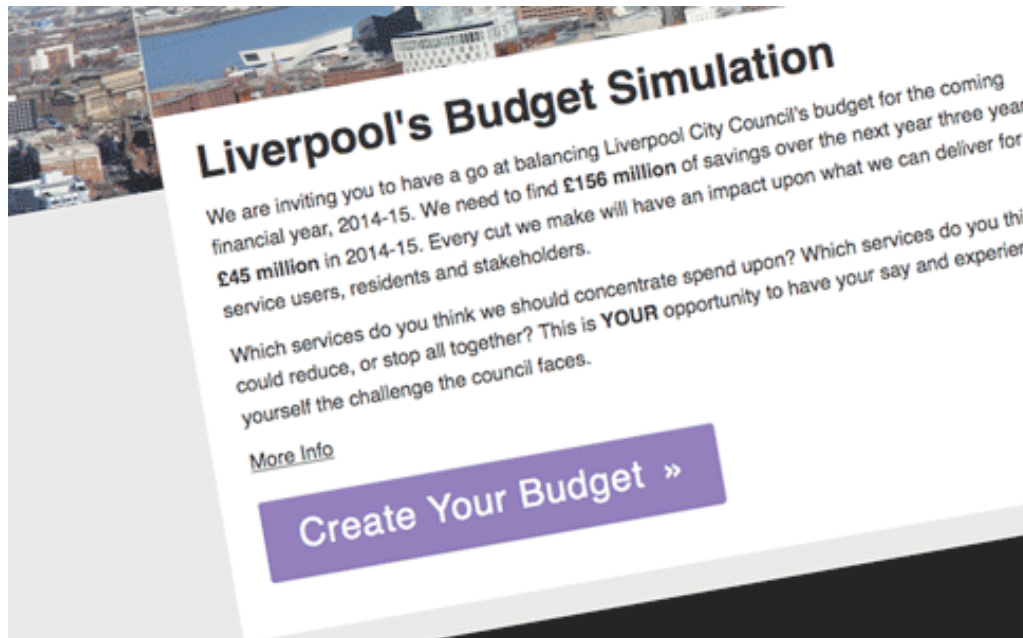 Liverpool's Budget Simulation
We are inviting you to have a go at balancing Liverpool City Council's budget for the coming
financial year, 2014-15. We need to find £156 million of savings over the next year three
£45 million in 2014-15. Every cut we make will have an impact upon what we can deliver for
service users, residents and stakeholders.
Which services do you think we should concentrate spend upon? Which services do you
could reduce, or stop all together? This is YOUR opportunity to have your say and
yourself the challenge the council faces.
More Info
Create Your Budget »